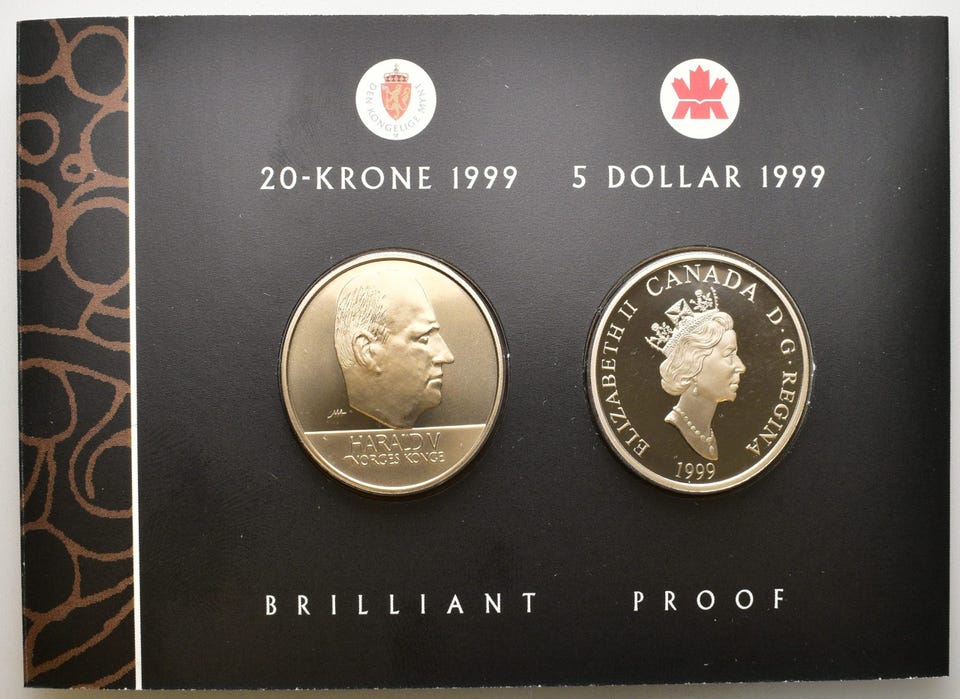 DEN KONGELIGE MYNT
20-KRONE 1999
5 DOLLAR 1999
HARALD V
NORGES KONGE
ELIZABETH II CANADA D·G·REGINA
1999
BRILLIANT
PROOF